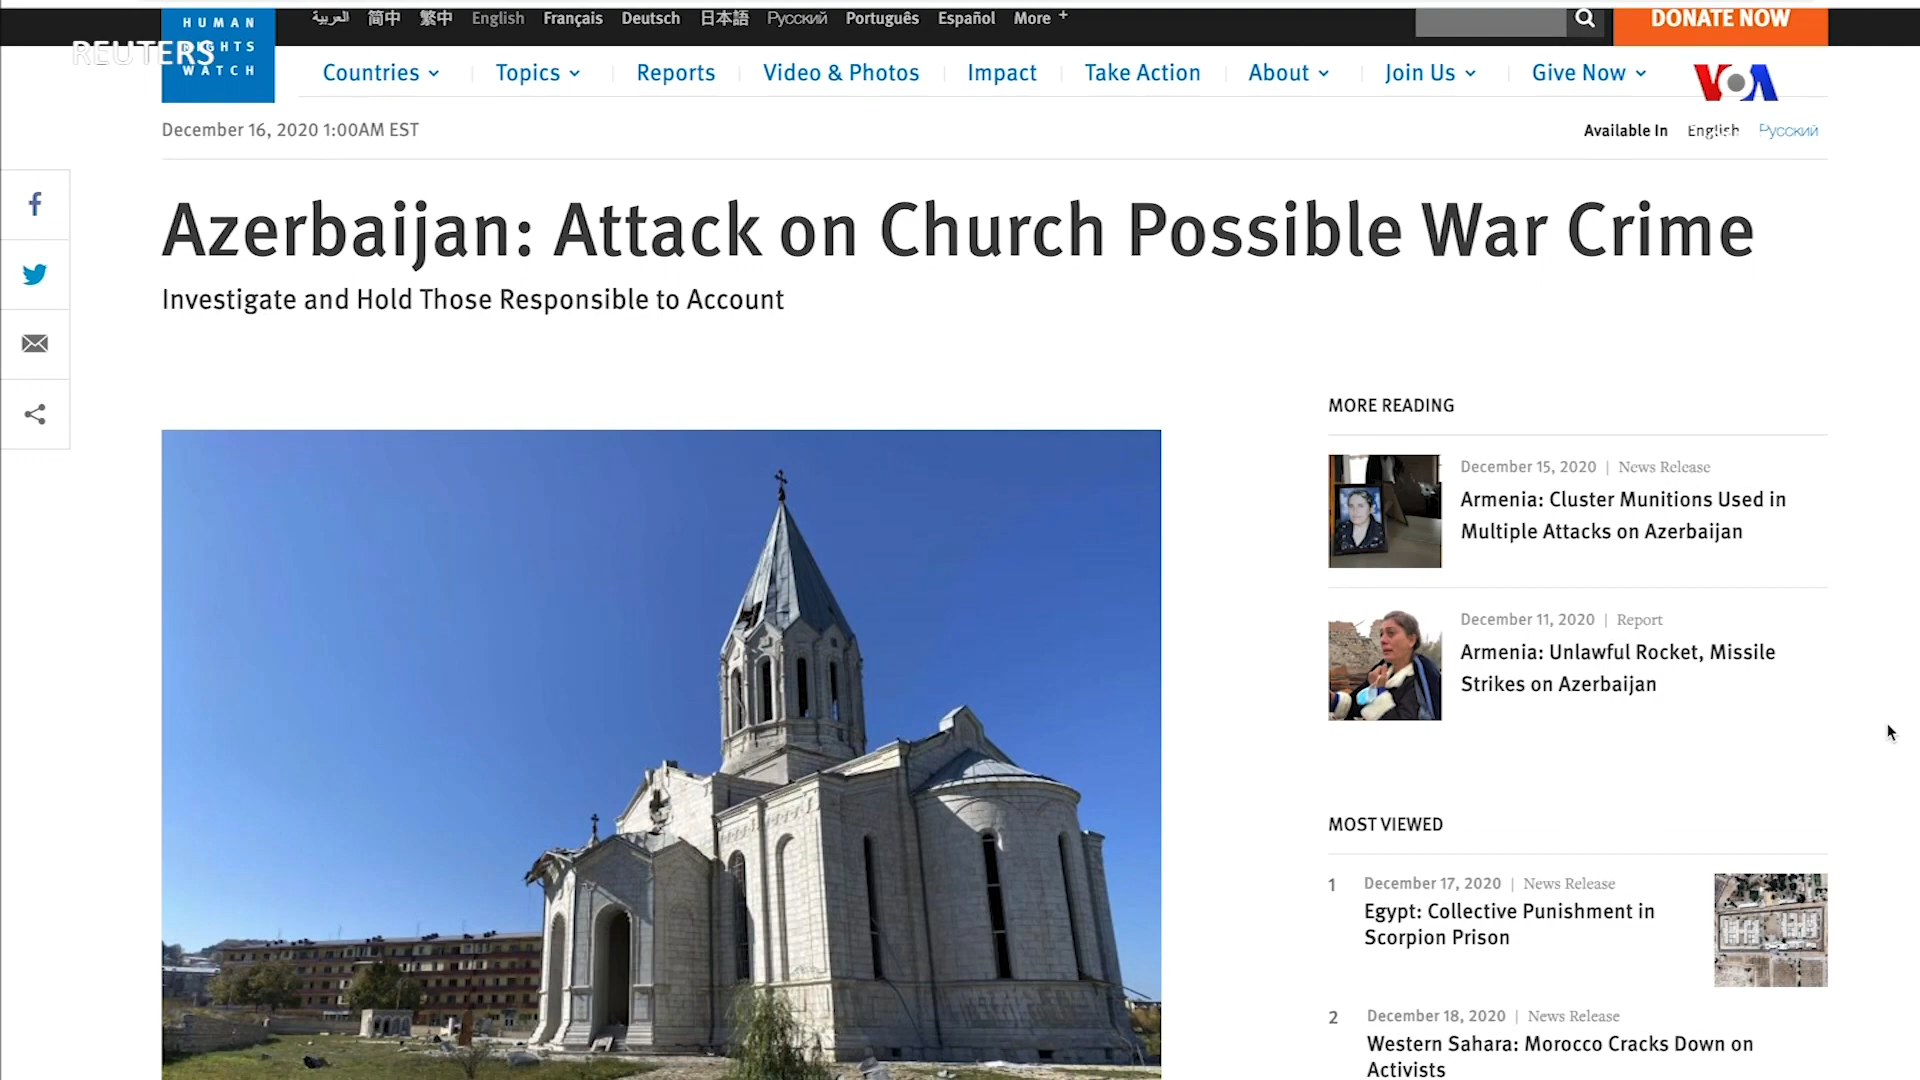 العربية 简中 繁中 English Français Deutsch 日本語 Русский Português Español More +
DONATE NOW
HUMAN
RIGHTS
WATCH
REUTERS
Countries Topics Reports Video & Photos Impact Take Action About Join Us Give Now
VOA
December 16, 2020 1:00AM EST
Available In English Русский
Azerbaijan: Attack on Church Possible War Crime
Investigate and Hold Those Responsible to Account
MORE READING
December 15, 2020 | News Release
Armenia: Cluster Munitions Used in
Multiple Attacks on Azerbaijan
December 11, 2020 | Report
Armenia: Unlawful Rocket, Missile
Strikes on Azerbaijan
MOST VIEWED
1 December 17, 2020 | News Release
Egypt: Collective Punishment in
Scorpion Prison
2 December 18, 2020 | News Release
Western Sahara: Morocco Cracks Down on
Activists